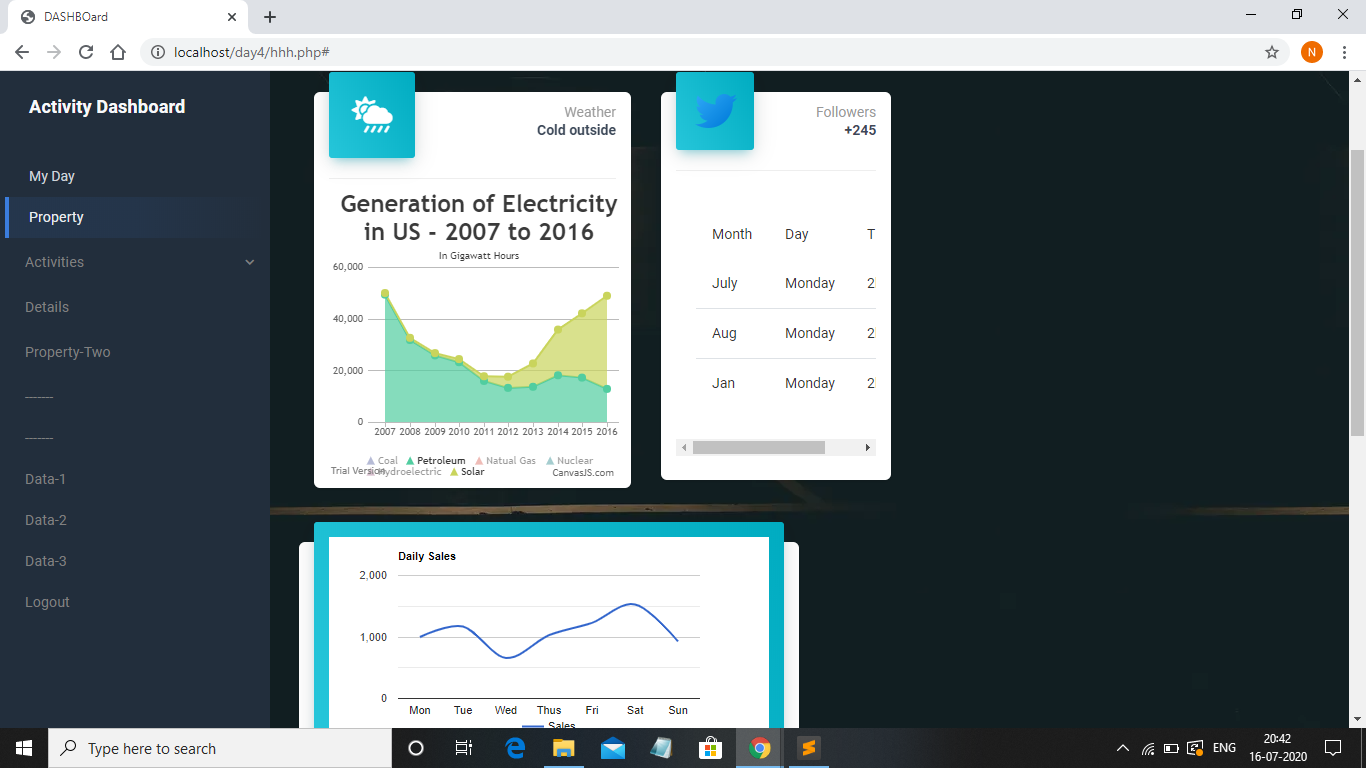 DASHBOard
localhost/day4/hhh.php#
N
Activity Dashboard
My Day
Property
Activities
Details
Property-Two
-------
-------
Data-1
Data-2
Data-3
Logout
Weather
Cold outside
Generation of Electricity
in US - 2007 to 2016
In Gigawatt Hours
60,000
40,000
20,000
0
2007 2008 2009 2010 2011 2012 2013 2014 2015 2016
Coal Petroleum Natual Gas Nuclear
Hydroelectric Solar
Trial Version
CanvasJS.com
Followers
+245
Month Day T
July Monday 2
Aug Monday 2
Jan Monday 2
Daily Sales
2,000
1,000
0
Mon Tue Wed Thus Fri Sat Sun
Sales
Type here to search
ENG
20:42
16-07-2020